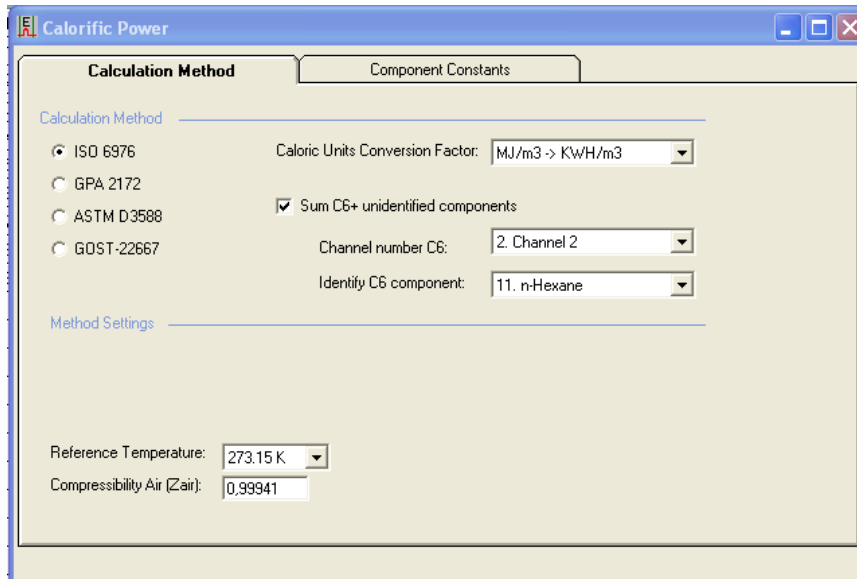 Calorific Power
Calculation Method Component Constants
Calculation Method
ISO 6976 Caloric Units Conversion Factor: MJ/m3 -> KWH/m3
GPA 2172
ASTM D3588 Sum C6+ unidentified components
GOST-22667 Channel number C6: 2. Channel 2
Identify C6 component: 11. n-Hexane
Method Settings
Reference Temperature: 273.15 K
Compressibility Air (Zair): 0,99941